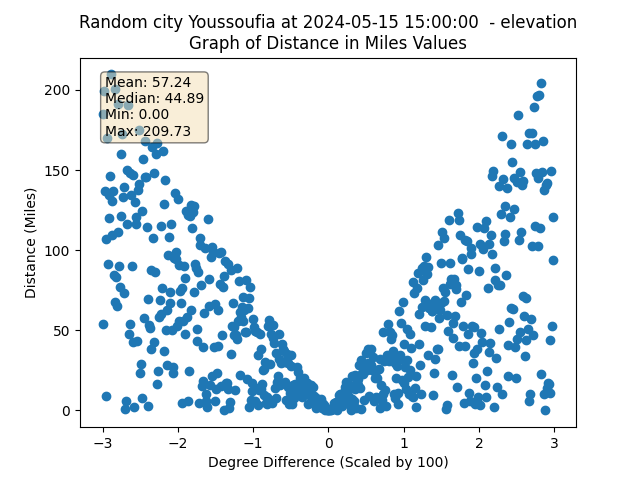 Random city Youssoufia at 2024-05-15 15:00:00  - elevation
Graph of Distance in Miles Values
Mean: 57.24
Median: 44.89
Min: 0.00
Max: 209.73
Distance (Miles)
200
150
100
50
0
−3 −2 −1 0 1 2 3
Degree Difference (Scaled by 100)